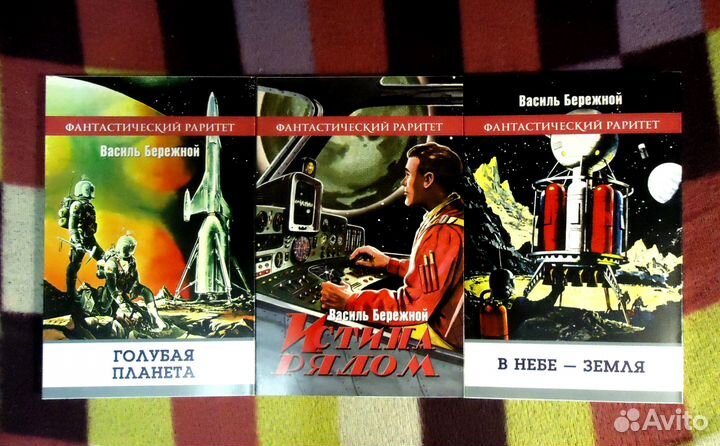 ФАНТАСТИЧЕСКИЙ РАРИТЕТ
Василь Бережной
ГОЛУБАЯ
ПЛАНЕТА
ФАНТАСТИЧЕСКИЙ РАРИТЕТ
Василь Бережной
ИСТИНА
РЯДОМ
Василь Бережной
ФАНТАСТИЧЕСКИЙ РАРИТЕТ
В НЕБЕ — ЗЕМЛЯ
Avito